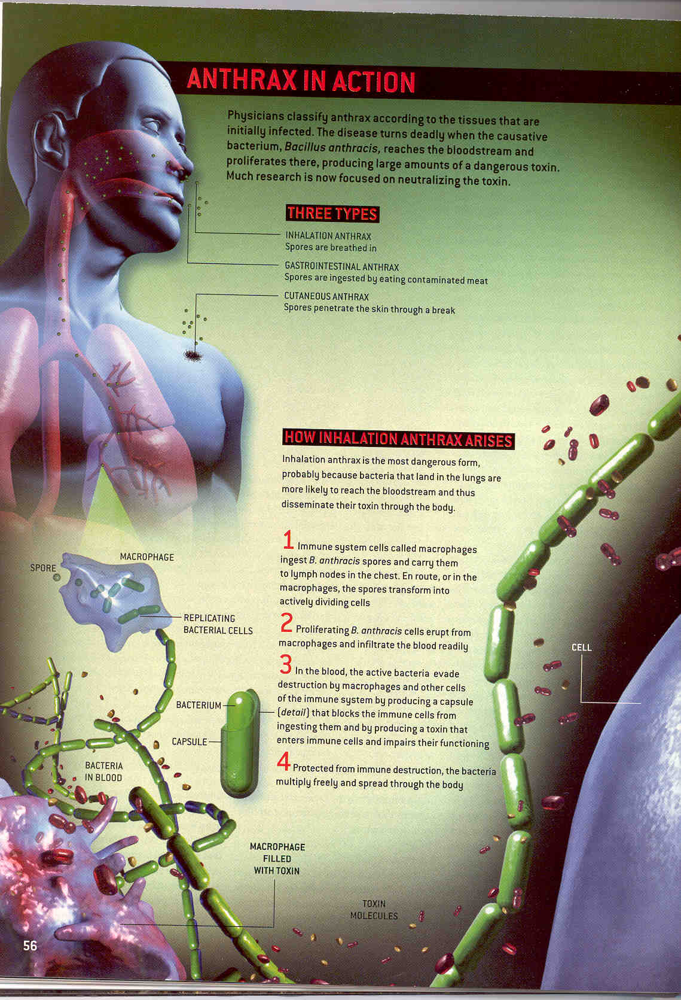 ANTHRAX IN ACTION
Physicians classify anthrax according to the tissues that are
initially infected. The disease turns deadly when the causative
bacterium, Bacillus anthracis, reaches the bloodstream and
proliferates there, producing large amounts of a dangerous toxin.
Much research is now focused on neutralizing the toxin.
THREE TYPES
INHALATION ANTHRAX
Spores are breathed in
GASTROINTESTINAL ANTHRAX
Spores are ingested by eating contaminated meat
CUTANEOUS ANTHRAX
Spores penetrate the skin through a break
HOW INHALATION ANTHRAX ARISES
Inhalation anthrax is the most dangerous form,
probably because bacteria that land in the lungs are
more likely to reach the bloodstream and thus
disseminate their toxin through the body.
1 Immune system cells called macrophages
ingest B. anthracis spores and carry them
to lymph nodes in the chest. En route, or in the
macrophages, the spores transform into
actively dividing cells
2 Proliferating B. anthracis cells erupt from
macrophages and infiltrate the blood readily
3 In the blood, the active bacteria evade
destruction by macrophages and other cells
of the immune system by producing a capsule
(detail) that blocks the immune cells from
ingesting them and by producing a toxin that
enters immune cells and impairs their functioning
4 Protected from immune destruction, the bacteria
multiply freely and spread through the body
SPORE
MACROPHAGE
REPLICATING
BACTERIAL CELLS
BACTERIUM
CAPSULE
BACTERIA
IN BLOOD
CELL
MACROPHAGE
FILLED
WITH TOXIN
TOXIN
MOLECULES
56